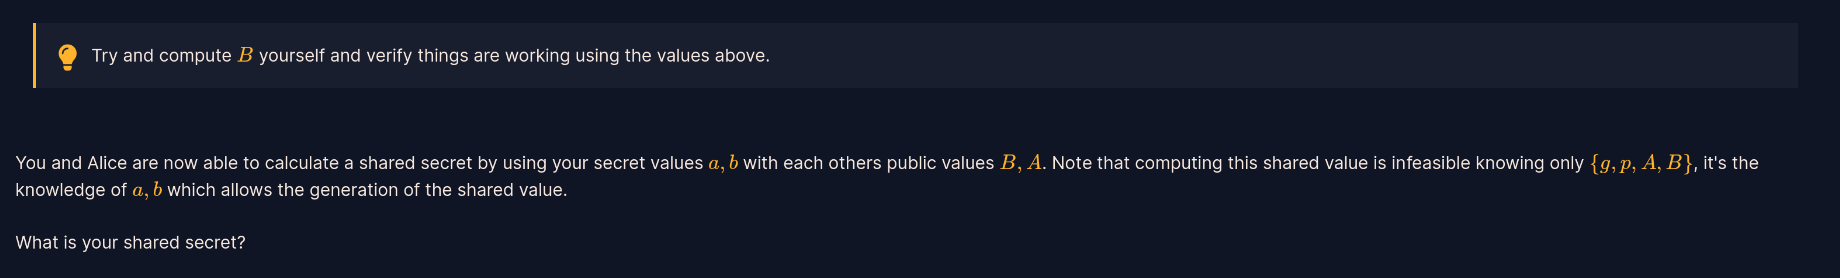 Try and compute B yourself and verify things are working using the values above.
You and Alice are now able to calculate a shared secret by using your secret values a, b with each others public values B, A. Note that computing this shared value is infeasible knowing only {g, p, A, B}, it's the
knowledge of a, b which allows the generation of the shared value.
What is your shared secret?